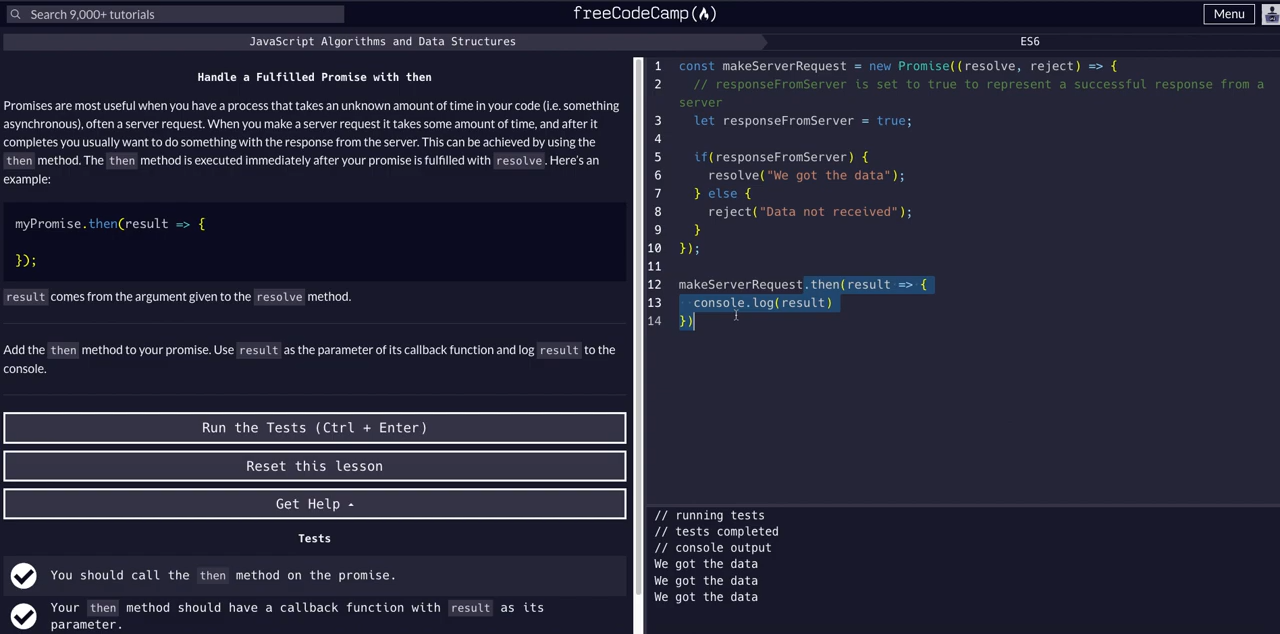 Search 9,000+ tutorials
freeCodeCamp
Menu
JavaScript Algorithms and Data Structures
ES6
Handle a Fulfilled Promise with then
Promises are most useful when you have a process that takes an unknown amount of time in your code (i.e. something
asynchronous), often a server request. When you make a server request it takes some amount of time, and after it
completes you usually want to do something with the response from the server. This can be achieved by using the
then method. The then method is executed immediately after your promise is fulfilled with resolve. Here's an
example:
myPromise.then(result => {
});
result comes from the argument given to the resolve method.
Add the then method to your promise. Use result as the parameter of its callback function and log result to the
console.
Run the Tests (Ctrl + Enter)
Reset this lesson
Get Help
Tests
You should call the then method on the promise.
Your then method should have a callback function with result as its
parameter.
1 const makeServerRequest = new Promise((resolve, reject) => {
2 // responseFromServer is set to true to represent a successful response from a
server
3 let responseFromServer = true;
4
5 if(responseFromServer) {
6 resolve("We got the data");
7 } else {
8 reject("Data not received");
9 }
10 });
11
12 makeServerRequest.then(result => {
13 console.log(result)
14 })
// running tests
// tests completed
// console output
We got the data
We got the data
We got the data